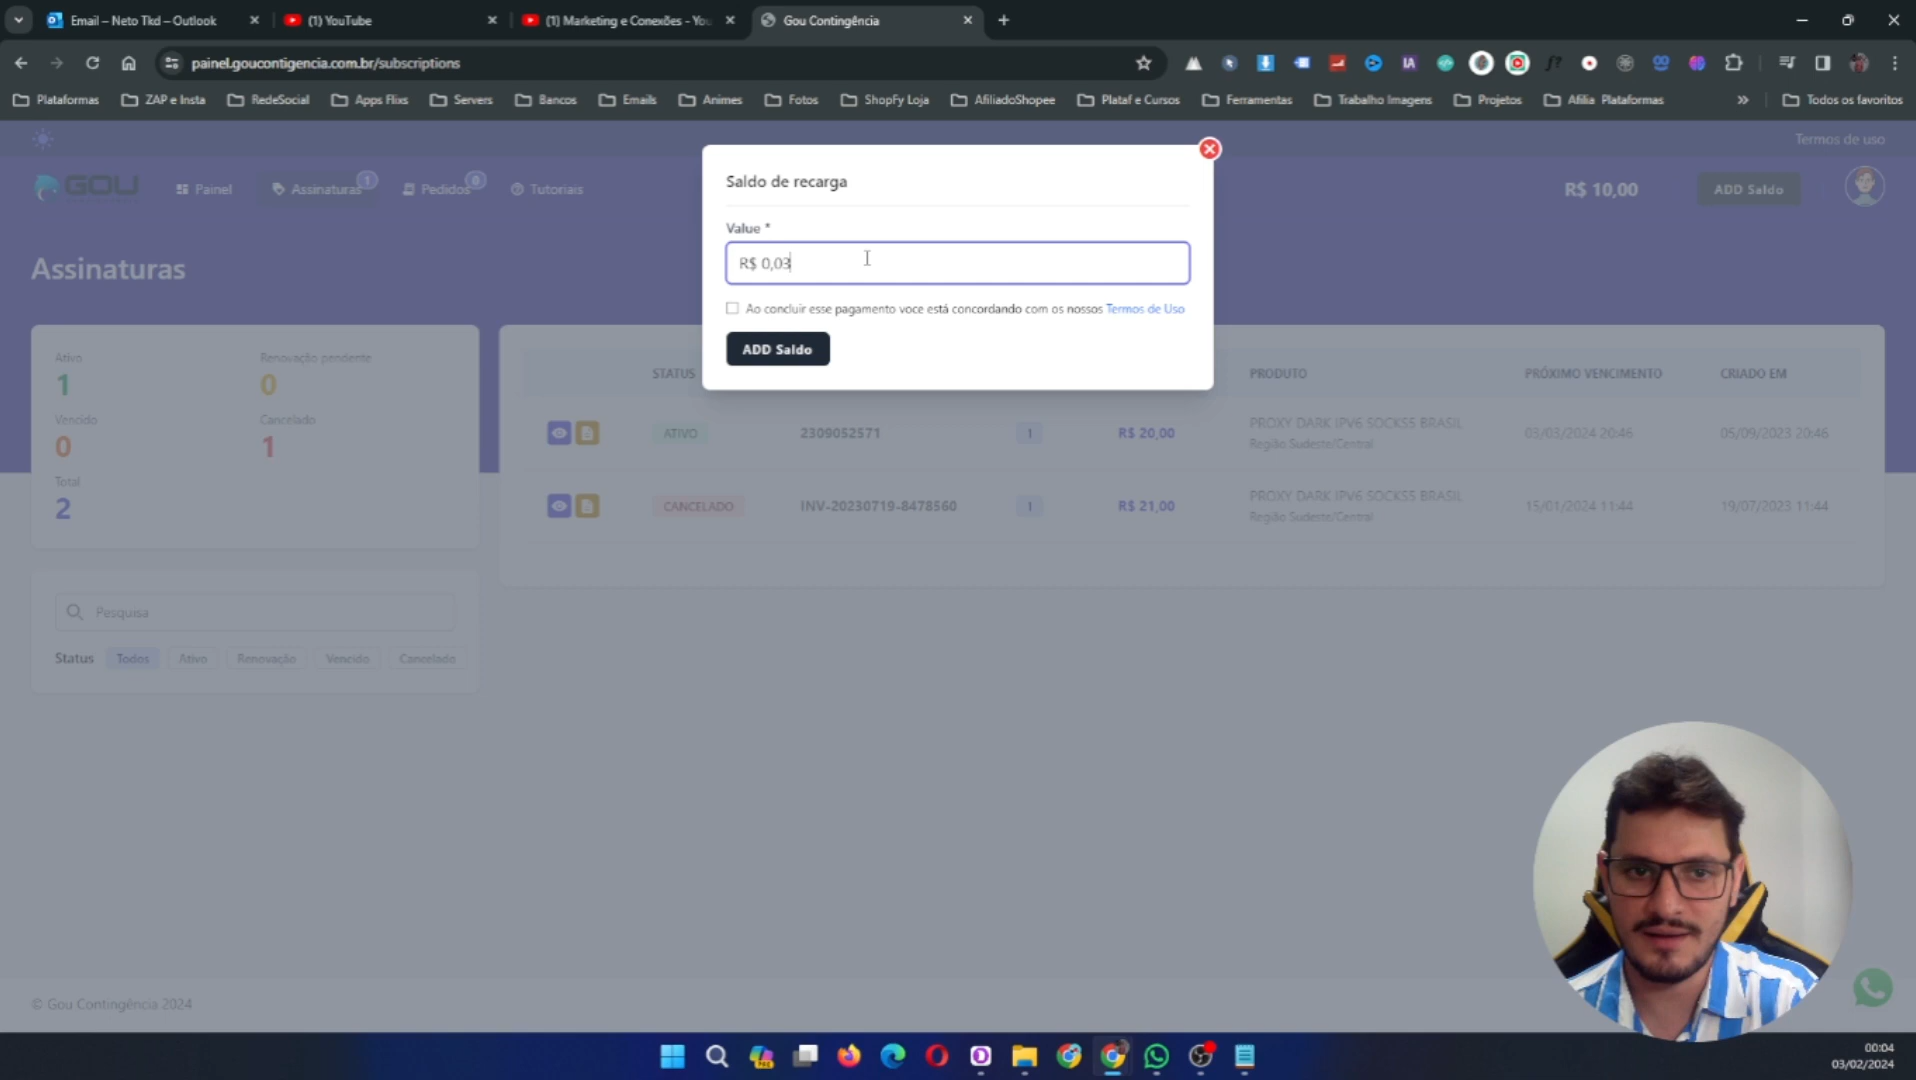 Email – Neto Tkd – Outlook
(1) YouTube
(1) Marketing e Conexões - You
Gou Contingência
painel.goucontigencia.com.br/subscriptions
Plataformas
ZAP e Insta
RedeSocial
Apps Flixs
Servers
Bancos
Emails
Animes
Fotos
ShopFy Loja
AfiliadoShopee
Plataf e Cursos
Ferramentas
Trabalho Imagens
Projetos
Afilia Plataformas
Todos os favoritos
Termos de uso
GOU
Painel
Assinaturas
1
Pedidos
0
Tutoriais
R$ 10,00
ADD Saldo
Saldo de recarga
Value *
R$ 0,03
Ao concluir esse pagamento voce está concordando com os nossos Termos de Uso
ADD Saldo
Assinaturas
Ativo
1
Renovação pendente
0
Vencido
0
Cancelado
1
Total
2
Pesquisa
Status
Todos
Ativo
Renovação
Vencido
Cancelado
STATUS
PRODUTO
PRÓXIMO VENCIMENTO
CRIADO EM
ATIVO
2309052571
1
R$ 20,00
PROXY DARK IPV6 SOCKS5 BRASIL
Região Sudeste/Central
03/03/2024 20:46
05/09/2023 20:46
CANCELADO
INV-20230719-8478560
1
R$ 21,00
PROXY DARK IPV6 SOCKS5 BRASIL
Região Sudeste/Central
15/01/2024 11:44
19/07/2023 11:44
© Gou Contingência 2024
00:04
03/02/2024